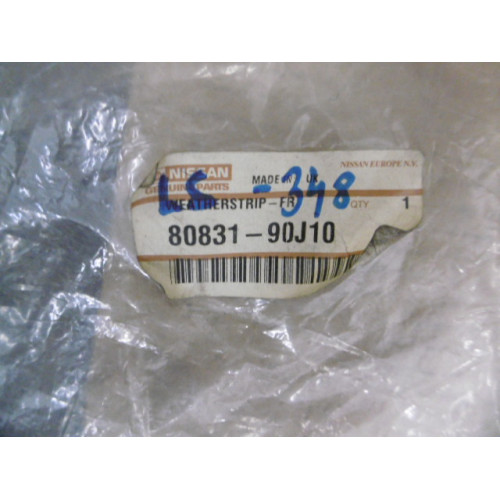 NISSAN
GENUINE PARTS
MADE IN UK
NISSAN EUROPE N.V.
LS -348
WEATHERSTRIP-FR
QTY 1
80831-90J10